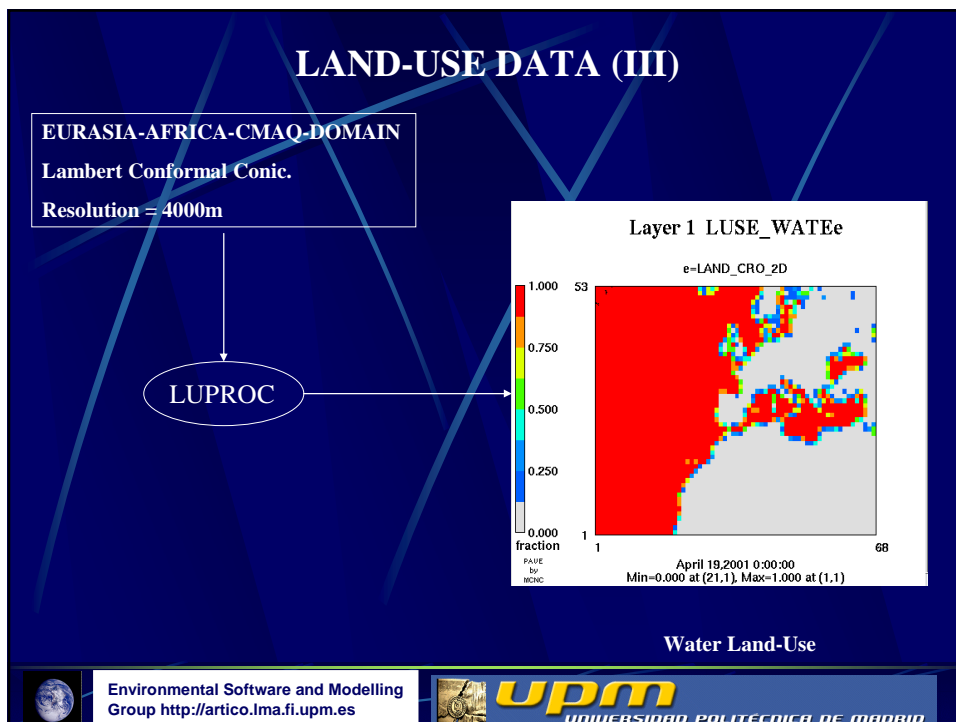 LAND-USE DATA (III)
EURASIA-AFRICA-CMAQ-DOMAIN
Lambert Conformal Conic.
Resolution = 4000m
LUPROC
Layer 1 LUSE_WATEe
e=LAND_CRO_2D
1.000
0.750
0.500
0.250
0.000
fraction
PAVE
by
MCNC
53
1
1
68
April 19,2001 0:00:00
Min=0.000 at (21,1), Max=1.000 at (1,1)
Water Land-Use
Environmental Software and Modelling
Group http://artico.lma.fi.upm.es
upm
UNIVERSIDAD POLITÉCNICA DE MADRID